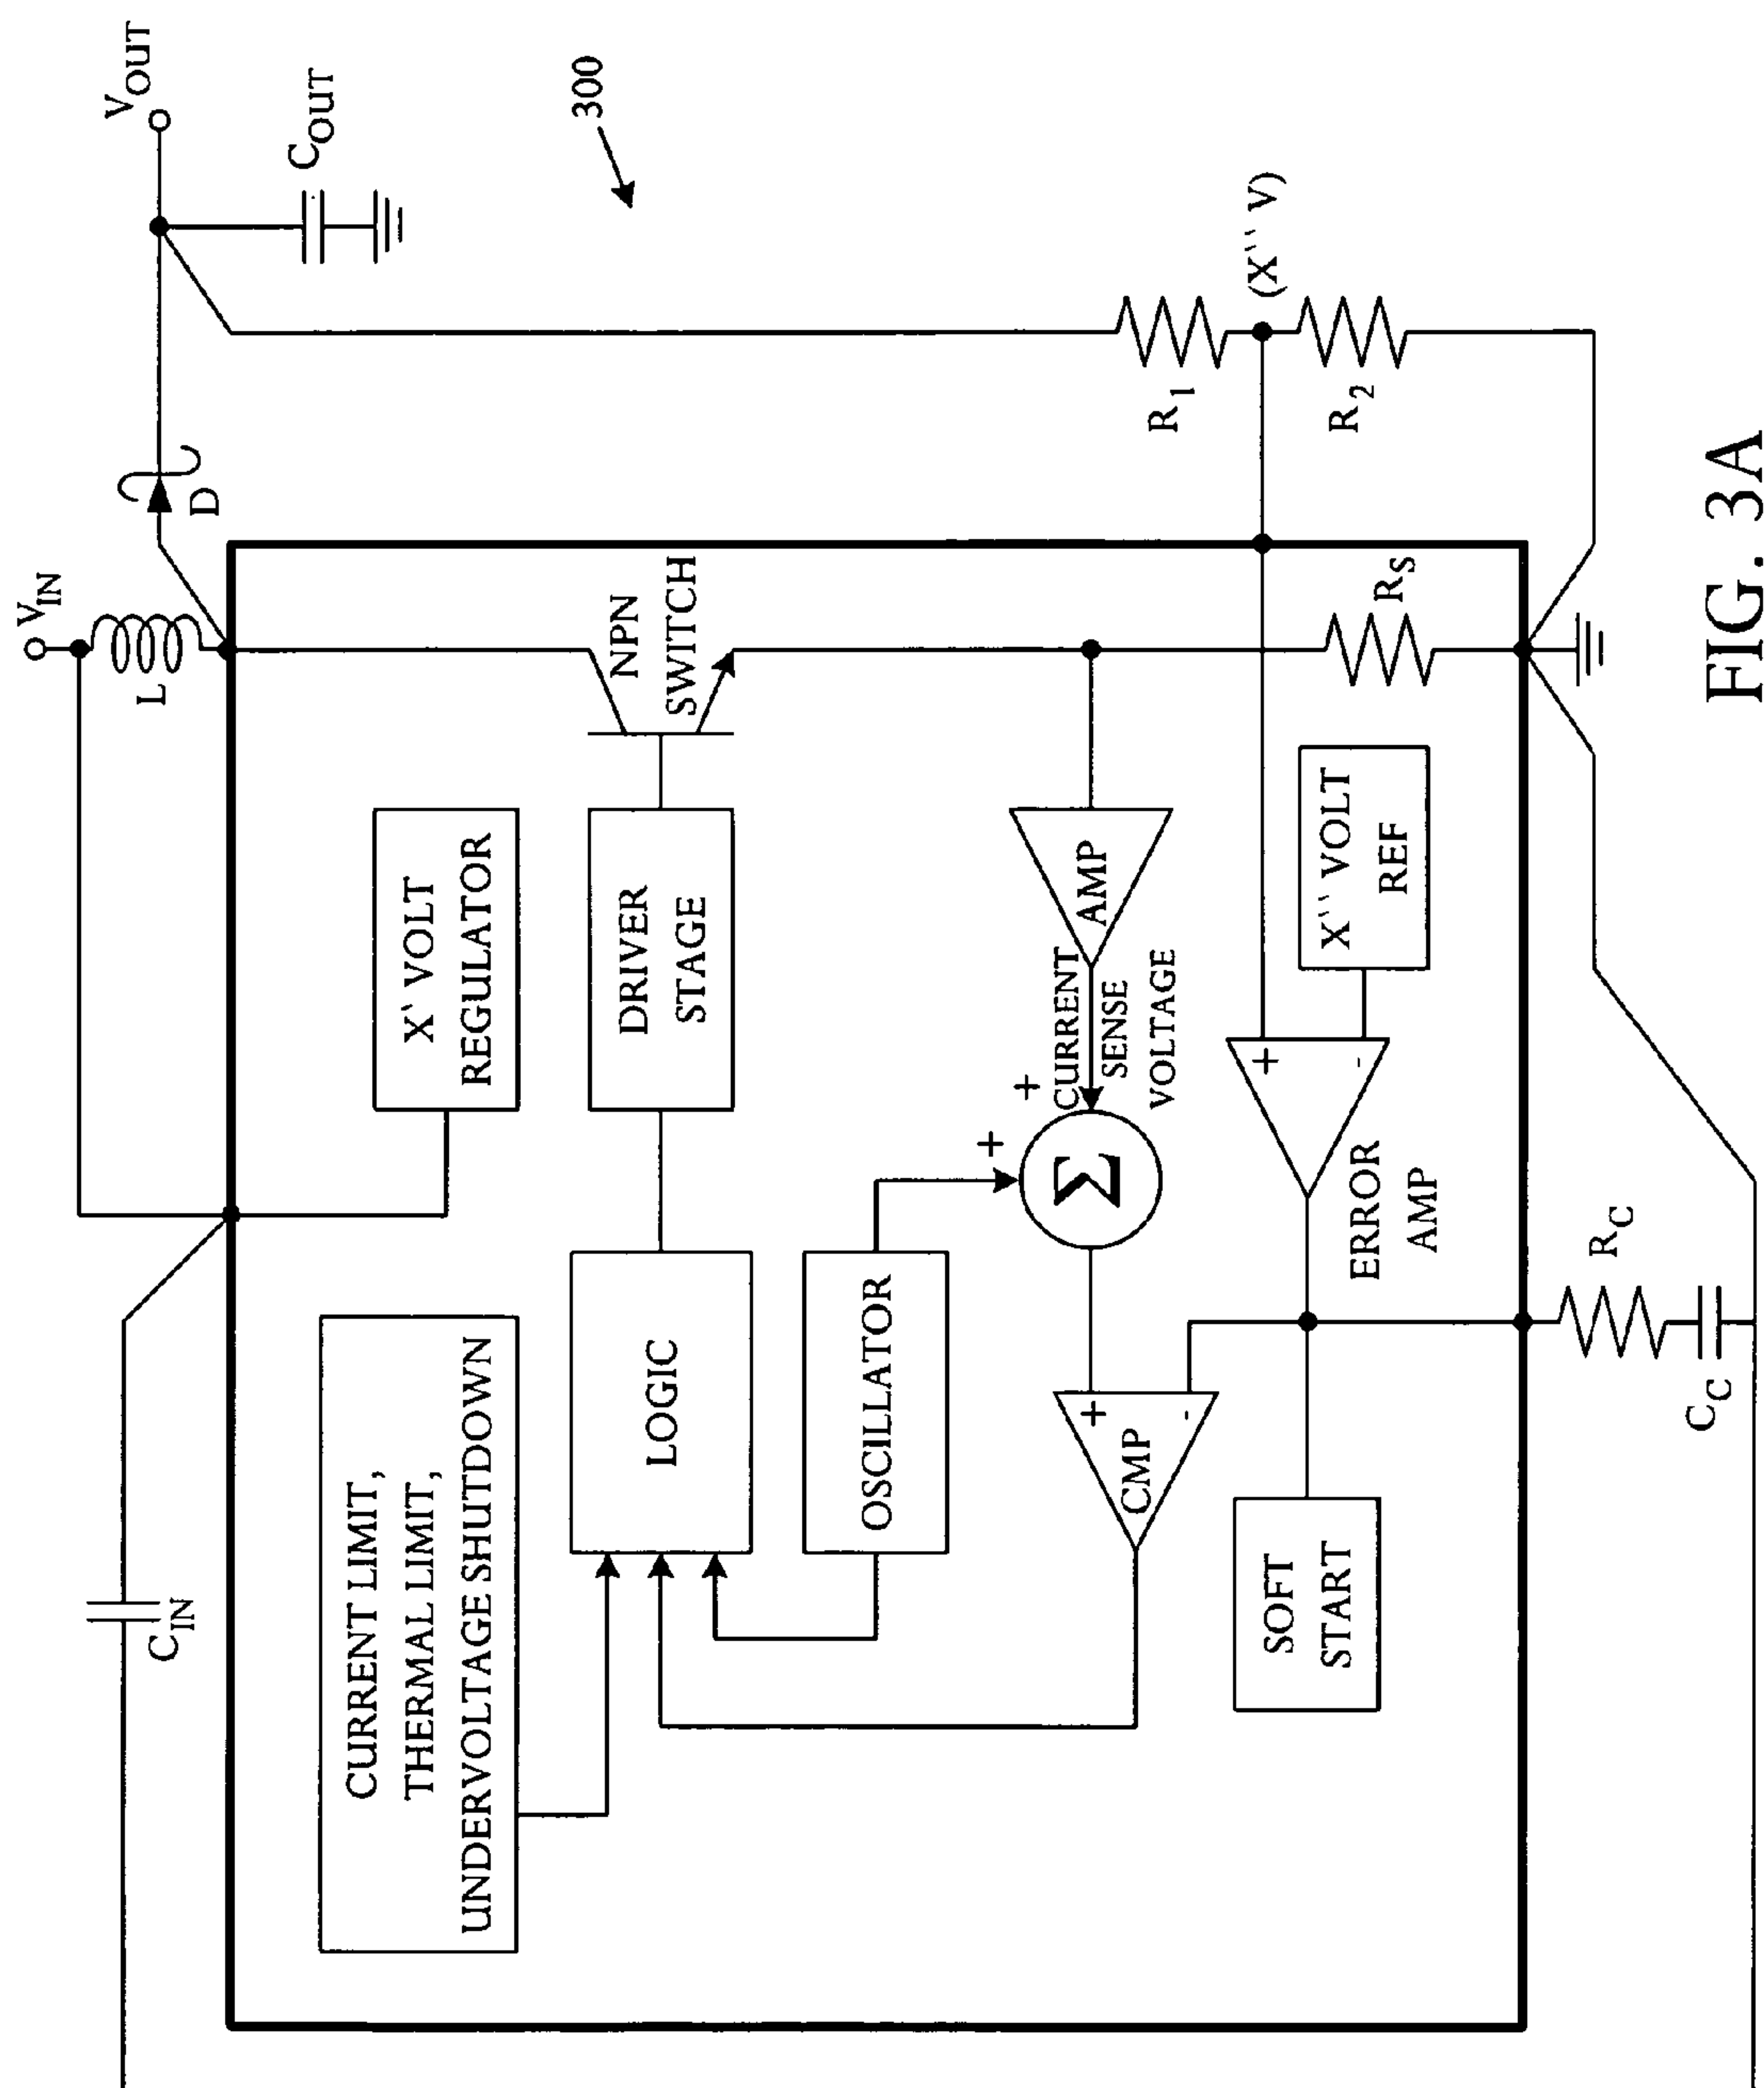 V_IN
V_OUT
L
D
C_OUT
C_IN
300
CURRENT LIMIT,
THERMAL LIMIT,
UNDERVOLTAGE SHUTDOWN
X` VOLT
REGULATOR
LOGIC
DRIVER
STAGE
NPN
SWITCH
OSCILLATOR
+
+
Σ
CURRENT
SENSE
VOLTAGE
AMP
CMP
+
-
ERROR
AMP
+
-
X`` VOLT
REF
SOFT
START
R_S
R_1
(X`` V)
R_2
R_C
C_C
FIG. 3A